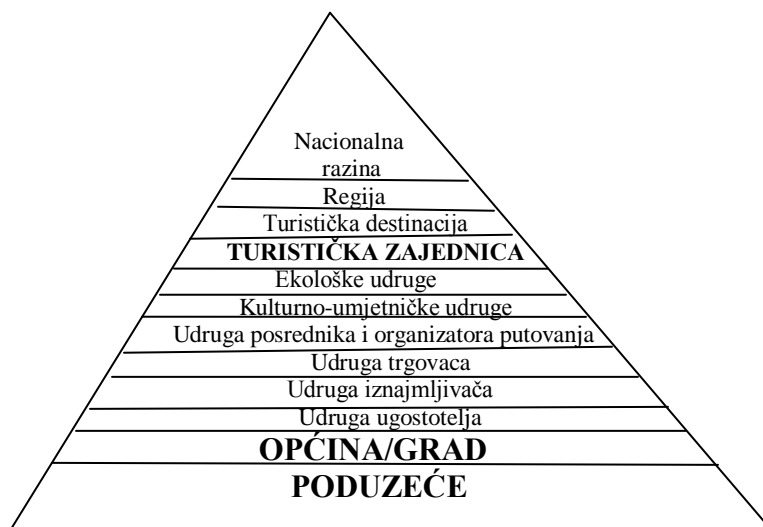 Nacionalna
razina
Regija
Turistička destinacija
TURISTIČKA ZAJEDNICA
Ekološke udruge
Kulturno-umjetničke udruge
Udruga posrednika i organizatora putovanja
Udruga trgovaca
Udruga iznajmljivača
Udruga ugostotelja
OPĆINA/GRAD
PODUZEĆE